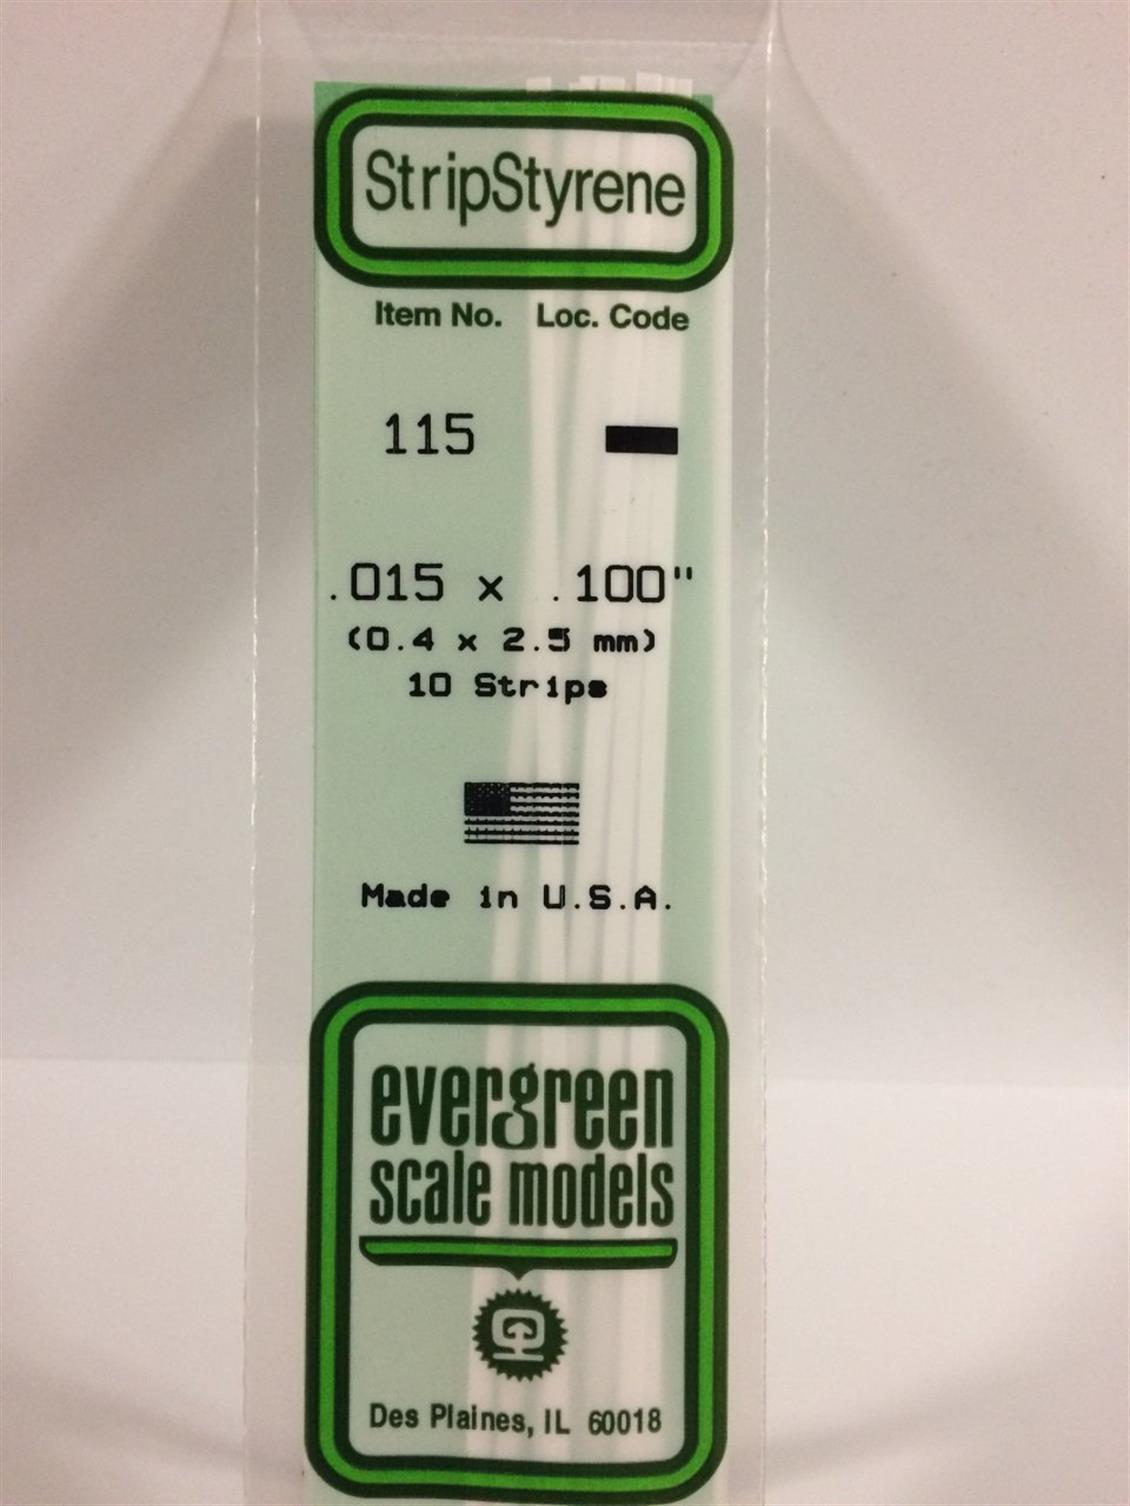 StripStyrene
Item No. Loc. Code
115
.015 x .100"
(0.4 x 2.5 mm)
10 Strips
Made in U.S.A.
evergreen
scale models
Des Plaines, IL 60018